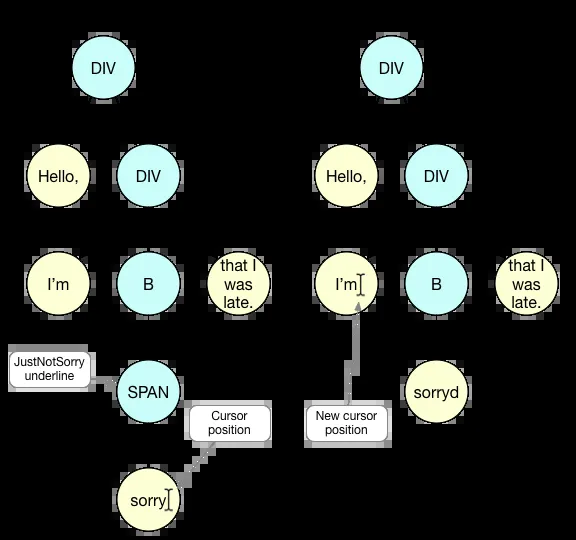 DIV
DIV
Hello,
DIV
Hello,
DIV
I'm
B
that I
was
late.
I'm
B
that I
was
late.
JustNotSorry
underline
SPAN
sorryd
Cursor
position
New cursor
position
sorry